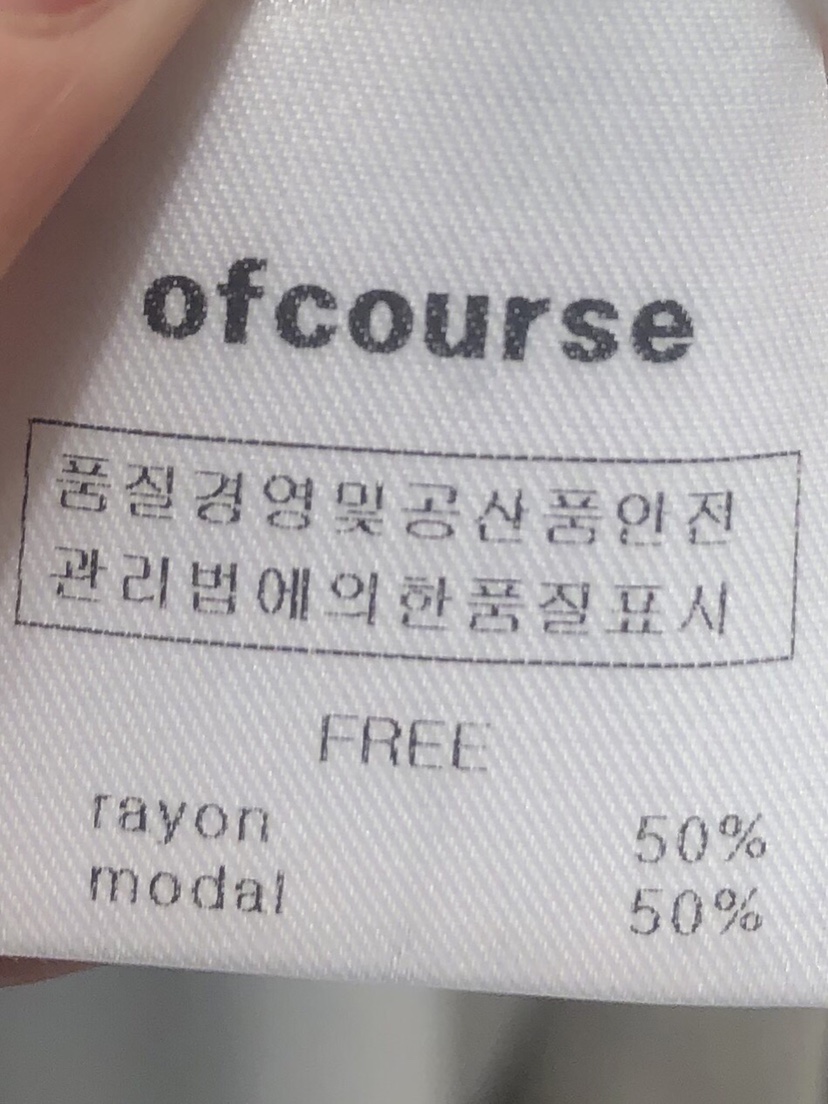 ofcourse
품질경영및공산품안전
관리법에의한품질표시
FREE
rayon 50%
modal 50%